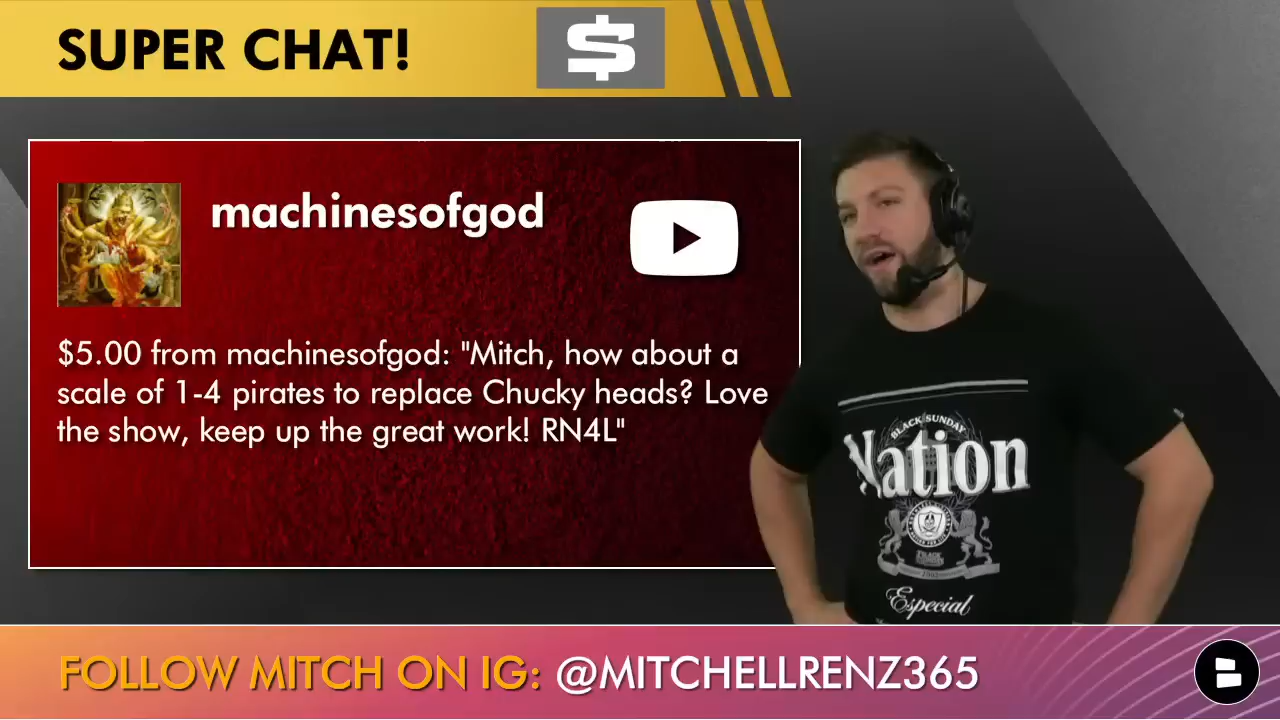 SUPER CHAT!
$
machinesofgod
$5.00 from machinesofgod: "Mitch, how about a
scale of 1-4 pirates to replace Chucky heads? Love
the show, keep up the great work! RN4L"
BLACK SUNDAY
Nation
1982
Especial
FOLLOW MITCH ON IG: @MITCHELLRENZ365